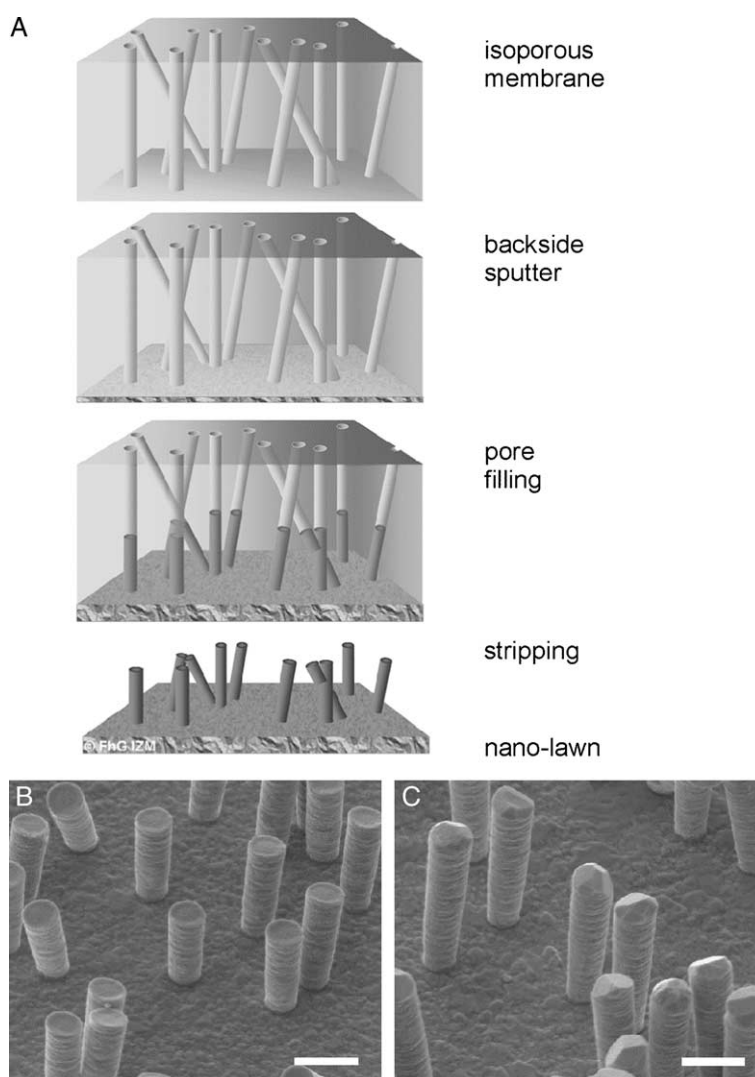 A
isoporous
membrane
backside
sputter
pore
filling
stripping
© FhG IZM
nano-lawn
B
C